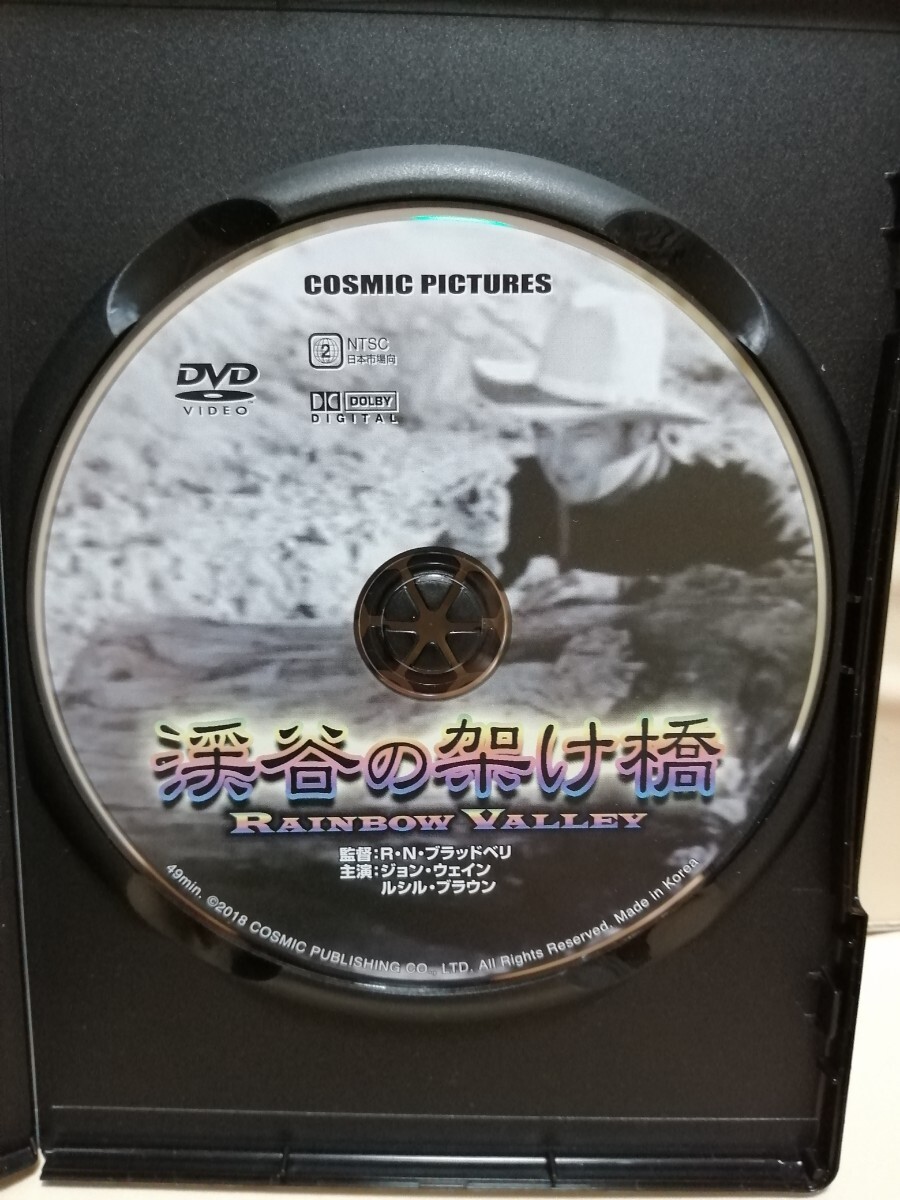 COSMIC PICTURES
2 NTSC
日本市場向
DVD
VIDEO
DOLBY
DIGITAL
渓谷の架け橋
RAINBOW VALLEY
監督:R・N・ブラッドベリ
主演:ジョン・ウェイン
ルシル・ブラウン
49min. ©2018 COSMIC PUBLISHING CO., LTD. All Rights Reserved. Made in Korea